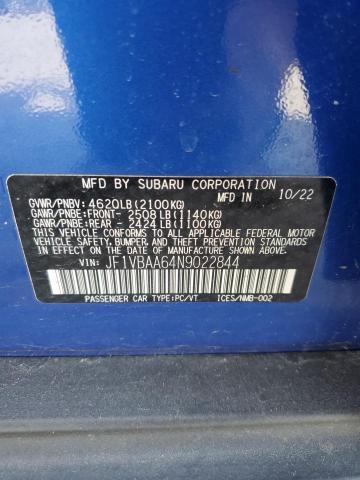 MFD BY SUBARU CORPORATION
GVWR/PNBV: 4620LB(2100KG) MFD IN 10/22
GAWR/PNBE:FRONT- 2508LB(1140KG)
GAWR/PNBE:REAR - 2424LB(1100KG)
THIS VEHICLE CONFORMS TO ALL APPLICABLE FEDERAL MOTOR
VEHICLE SAFETY, BUMPER, AND THEFT PREVENTION STANDARDS
IN EFFECT ON THE DATE OF MANUFACTURE SHOWN ABOVE.
VIN: JF1VBAA64N9022844
PASSENGER CAR TYPE:PC/VT ICES/NMB-002